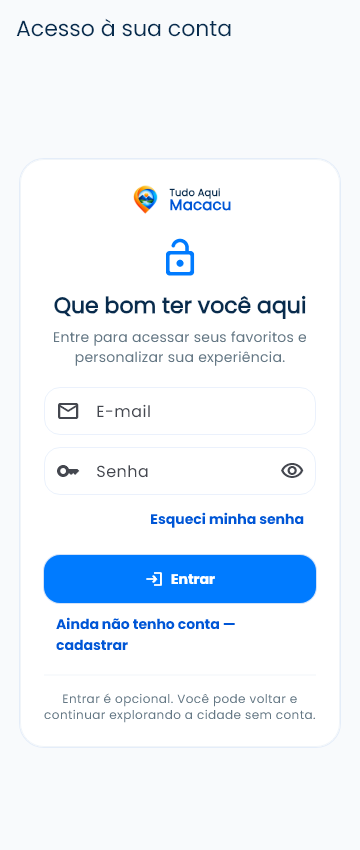 Acesso à sua conta
Tudo Aqui
Macacu
Que bom ter você aqui
Entre para acessar seus favoritos e
personalizar sua experiência.
E-mail
Senha
Esqueci minha senha
Entrar
Ainda não tenho conta —
cadastrar
Entrar é opcional. Você pode voltar e
continuar explorando a cidade sem conta.